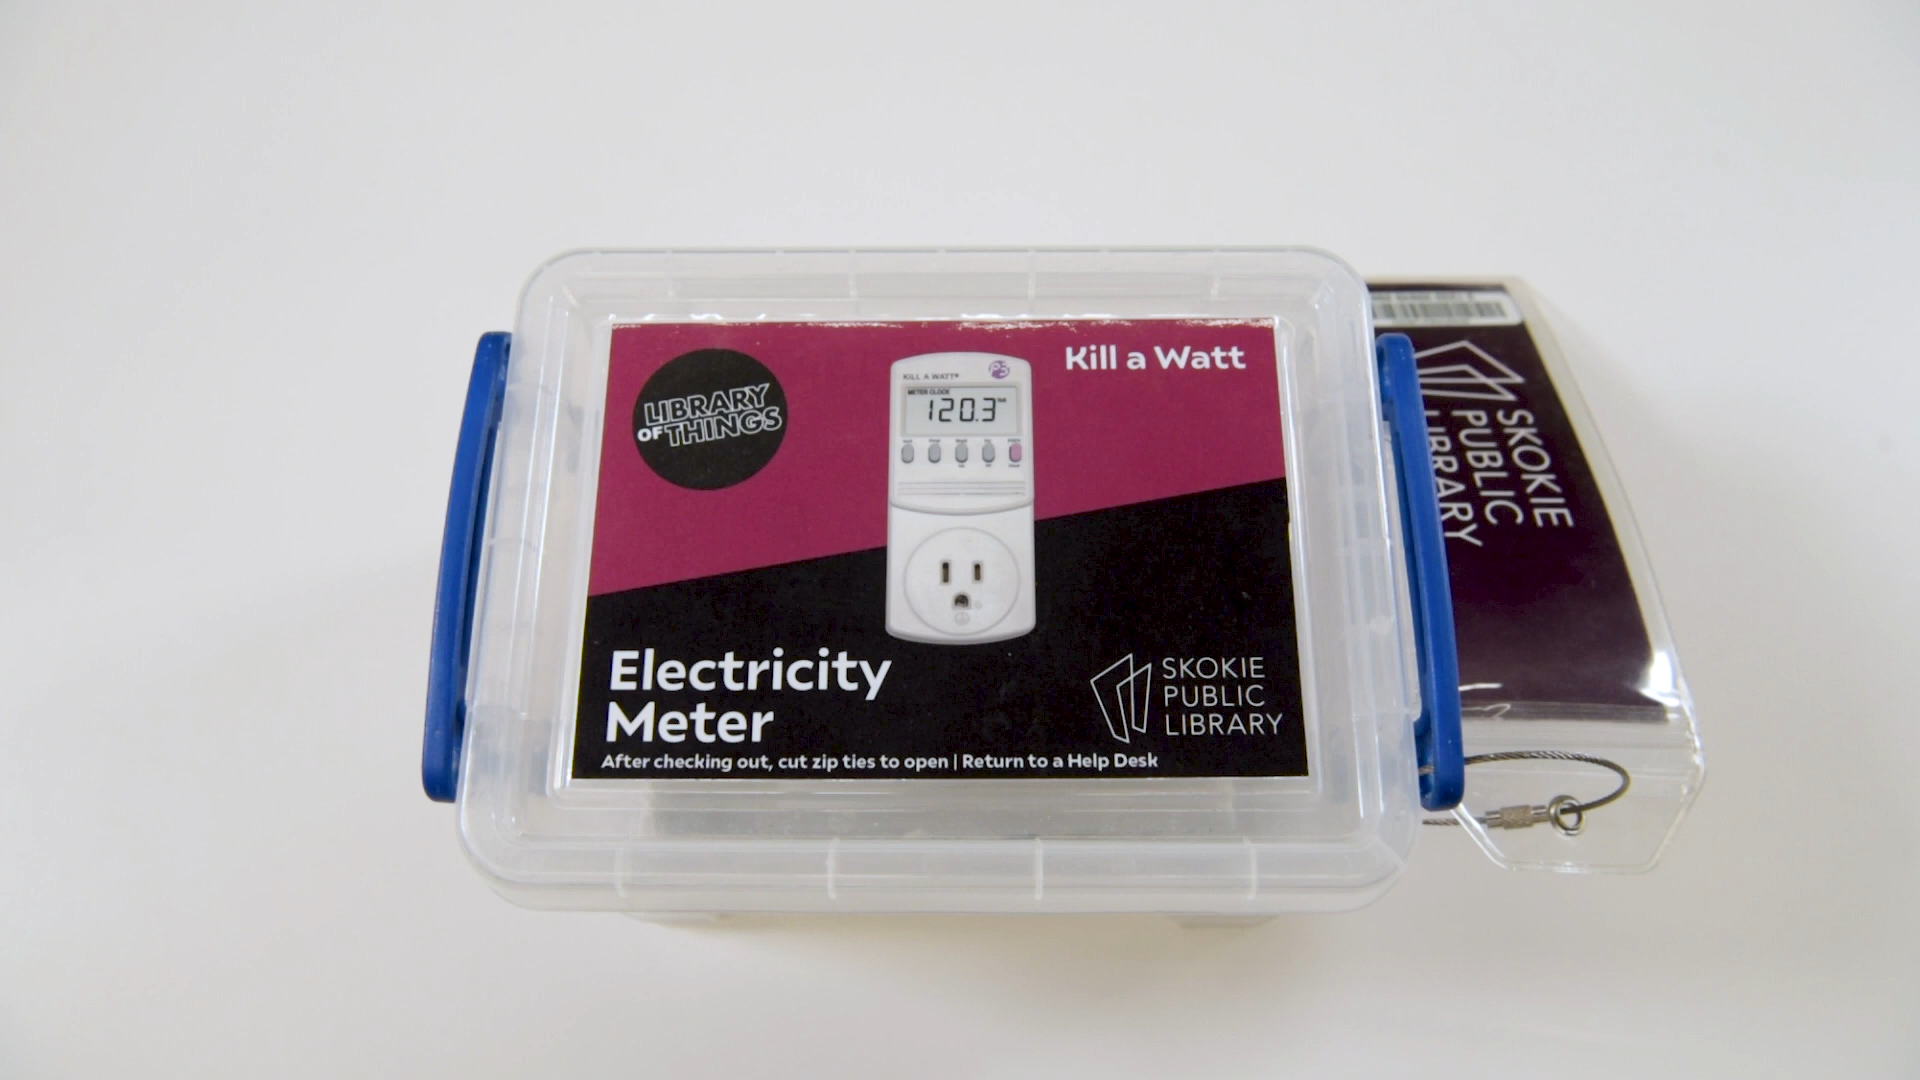 Kill a Watt
LIBRARY
OF THINGS
KILL A WATT®
P3
METER CLOCK
120.3
Electricity
Meter
SKOKIE
PUBLIC
LIBRARY
After checking out, cut zip ties to open | Return to a Help Desk
SKOKIE
PUBLIC
LIBRARY